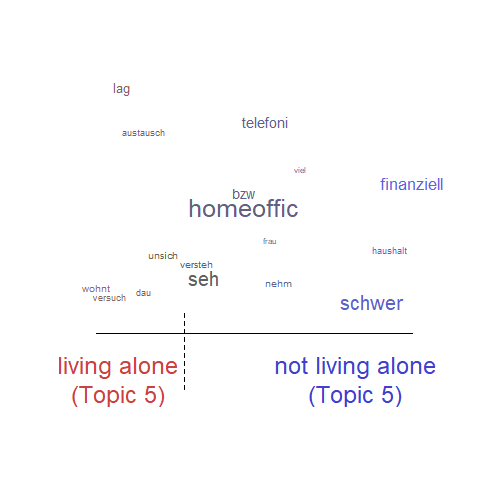 lag
telefoni
austausch
viel
finanziell
bzw
homeoffic
frau
haushalt
unsich
versteh
seh
nehm
wohnt
dau
versuch
schwer
living alone not living alone
(Topic 5) (Topic 5)